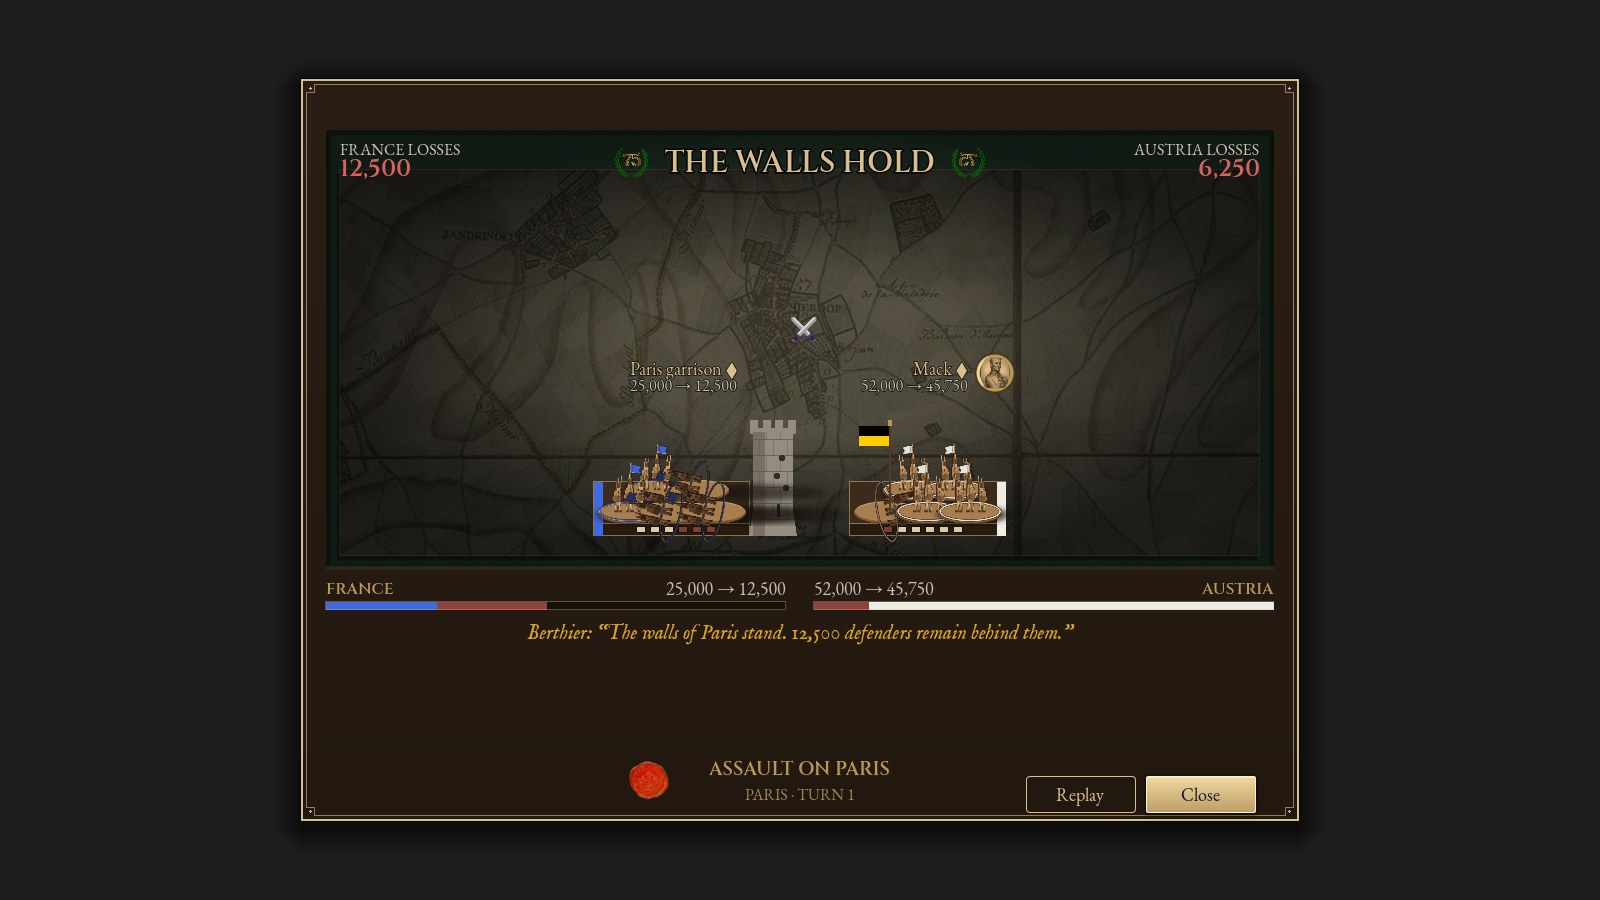 FRANCE LOSSES
12,500
THE WALLS HOLD
AUSTRIA LOSSES
6,250
Paris garrison
25,000 → 12,500
Mack
52,000 → 45,750
FRANCE
25,000 → 12,500
52,000 → 45,750
AUSTRIA
Berthier: “The walls of Paris stand. 12,500 defenders remain behind them.”
ASSAULT ON PARIS
PARIS · TURN 1
Replay
Close